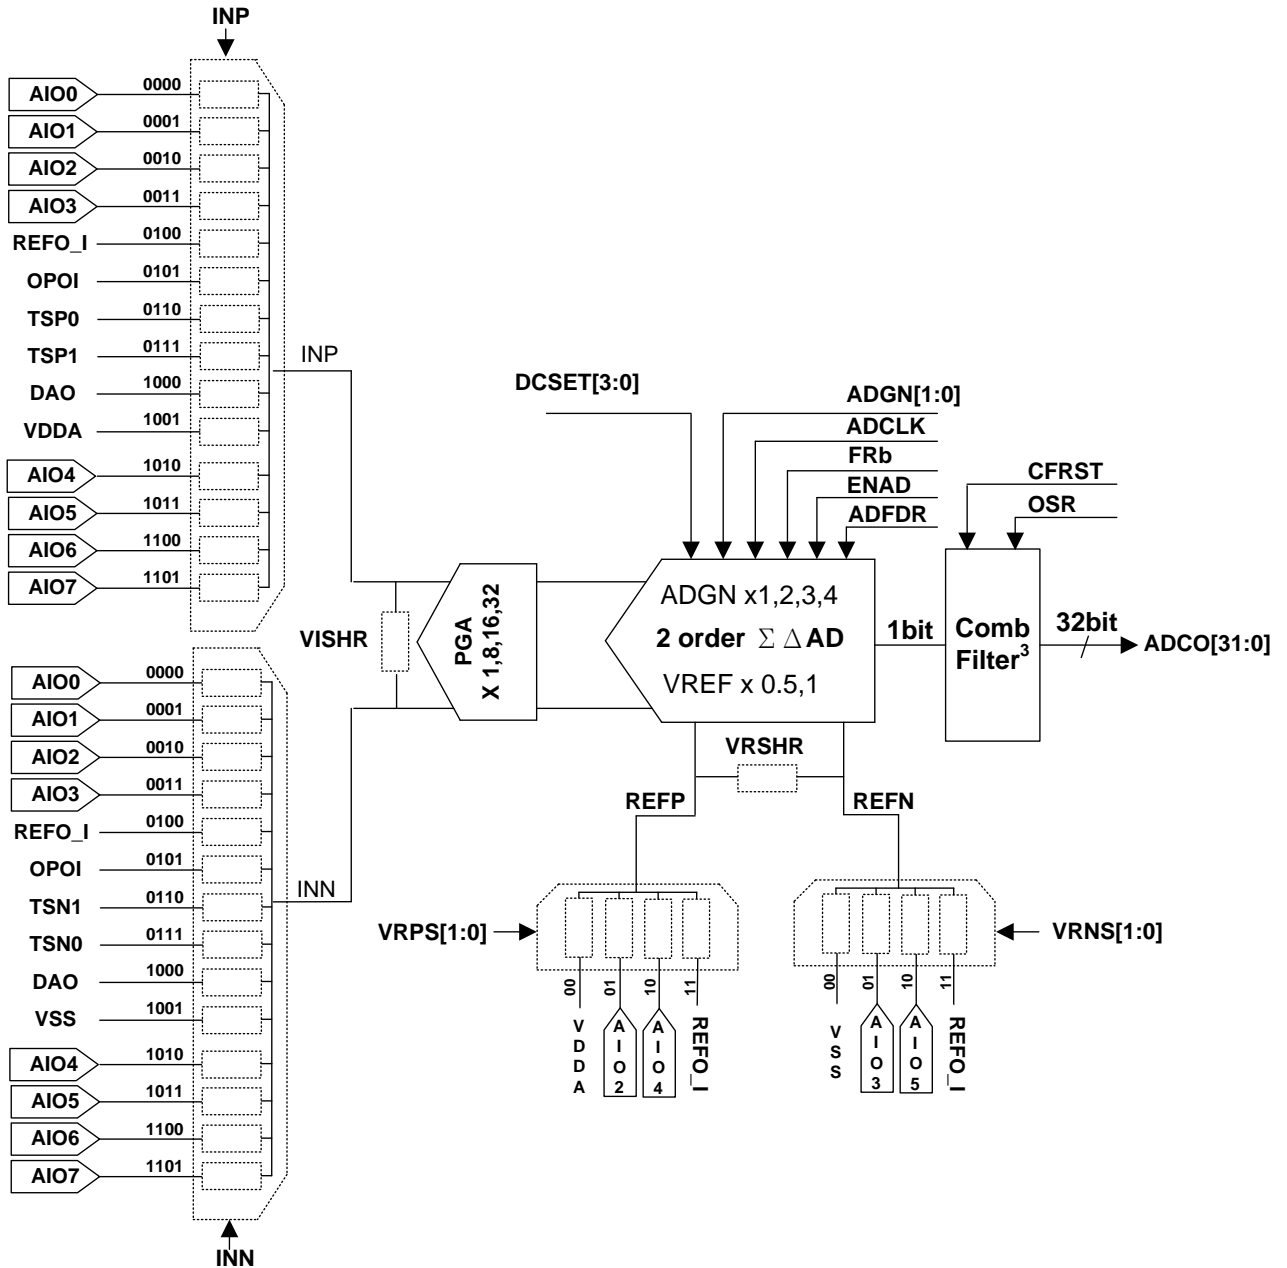 INP
AIO0 0000
AIO1 0001
AIO2 0010
AIO3 0011
REFO_I 0100
OPOI 0101
TSP0 0110
TSP1 0111
DAO 1000
VDDA 1001
AIO4 1010
AIO5 1011
AIO6 1100
AIO7 1101
INP
DCSET[3:0]
ADGN[1:0]
ADCLK
FRb
ENAD
ADFDR
CFRST
OSR
VISHR
PGA
X 1,8,16,32
ADGN x1,2,3,4
2 order Σ Δ AD
VREF x 0.5,1
1bit
Comb
Filter³
32bit
ADCO[31:0]
VRSHR
REFP
REFN
AIO0 0000
AIO1 0001
AIO2 0010
AIO3 0011
REFO_I 0100
OPOI 0101
TSN1 0110
TSN0 0111
DAO 1000
VSS 1001
AIO4 1010
AIO5 1011
AIO6 1100
AIO7 1101
INN
INN
VRPS[1:0]
00 01 10 11
VDDA AIO2 AIO4 REFO_I
VRNS[1:0]
00 01 10 11
VSS AIO3 AIO5 REFO_I